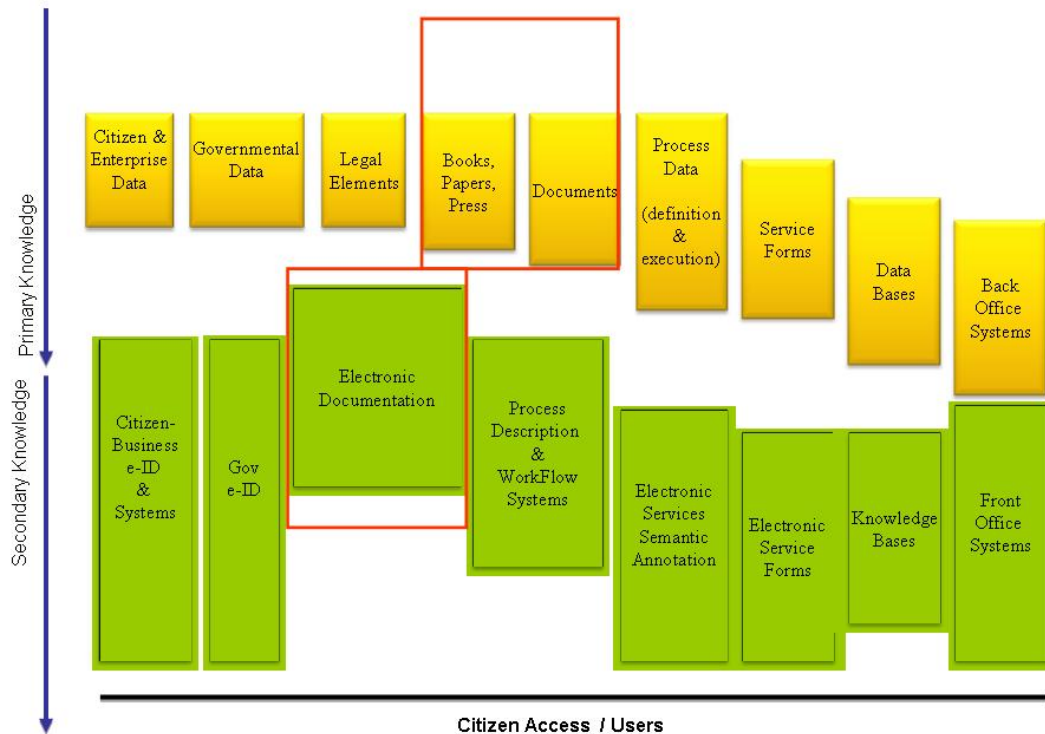 Primary Knowledge
Citizen &
Enterprise
Data
Governmental
Data
Legal
Elements
Books,
Papers,
Press
Documents
Process
Data
(definition
&
execution)
Service
Forms
Data
Bases
Back
Office
Systems
Secondary Knowledge
Citizen-
Business
e-ID
&
Systems
Gov
e-ID
Electronic
Documentation
Process
Description
&
WorkFlow
Systems
Electronic
Services
Semantic
Annotation
Electronic
Service
Forms
Knowledge
Bases
Front
Office
Systems
Citizen Access / Users